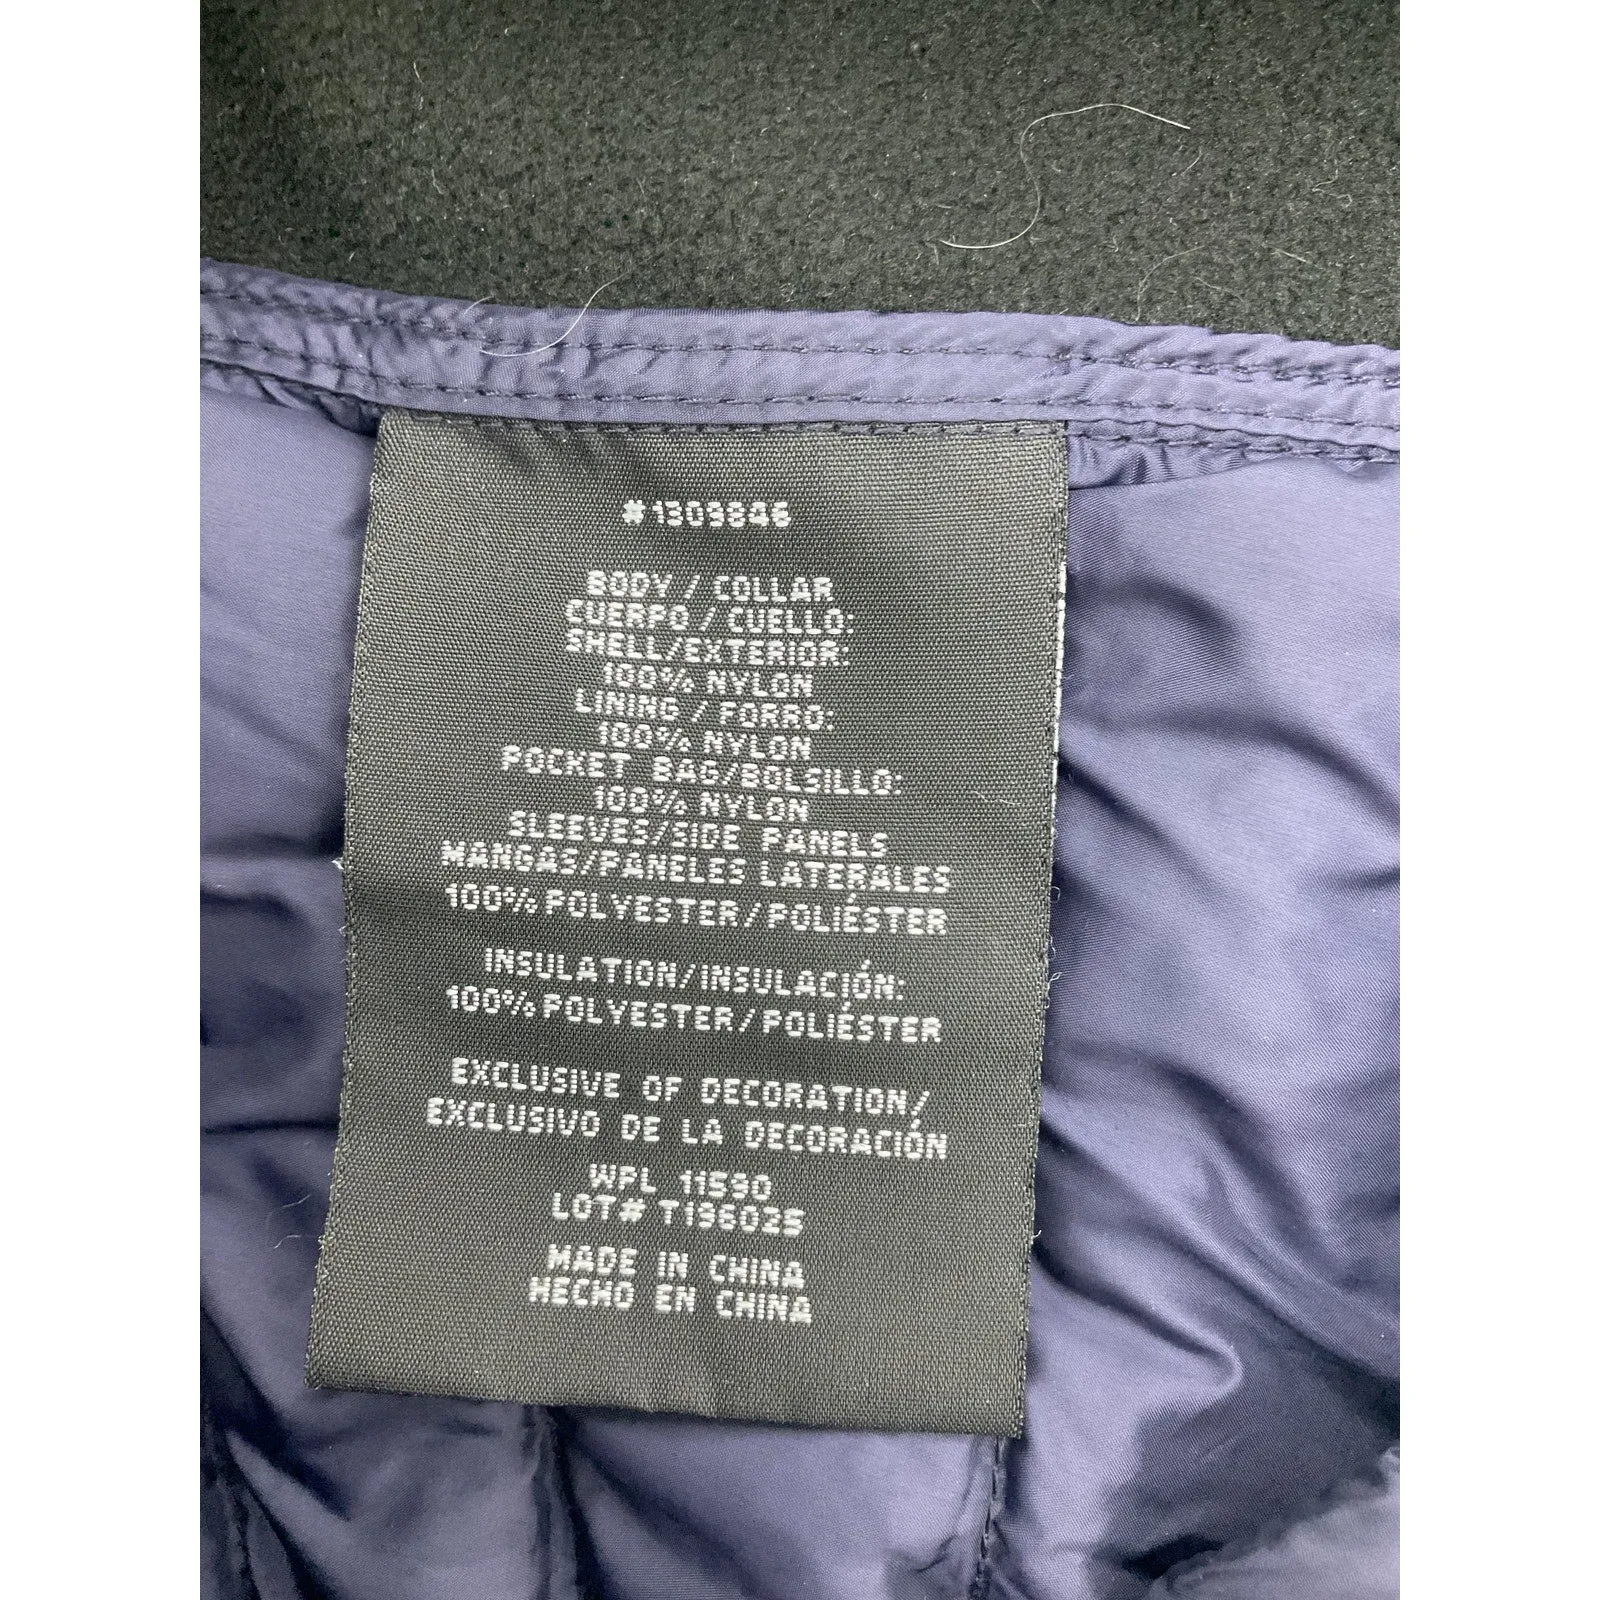 #1303846
BODY / COLLAR
CUERPO / CUELLO:
SHELL/EXTERIOR:
100% NYLON
LINING / FORRO:
100% NYLON
POCKET BAG/BOLSILLO:
100% NYLON
SLEEVES/SIDE PANELS
MANGAS/PANELES LATERALES
100% POLYESTER/POLIÉSTER
INSULATION/INSULACIÓN:
100% POLYESTER/POLIÉSTER
EXCLUSIVE OF DECORATION/
EXCLUSIVO DE LA DECORACIÓN
WPL 11590
LOT# T196025
MADE IN CHINA
HECHO EN CHINA